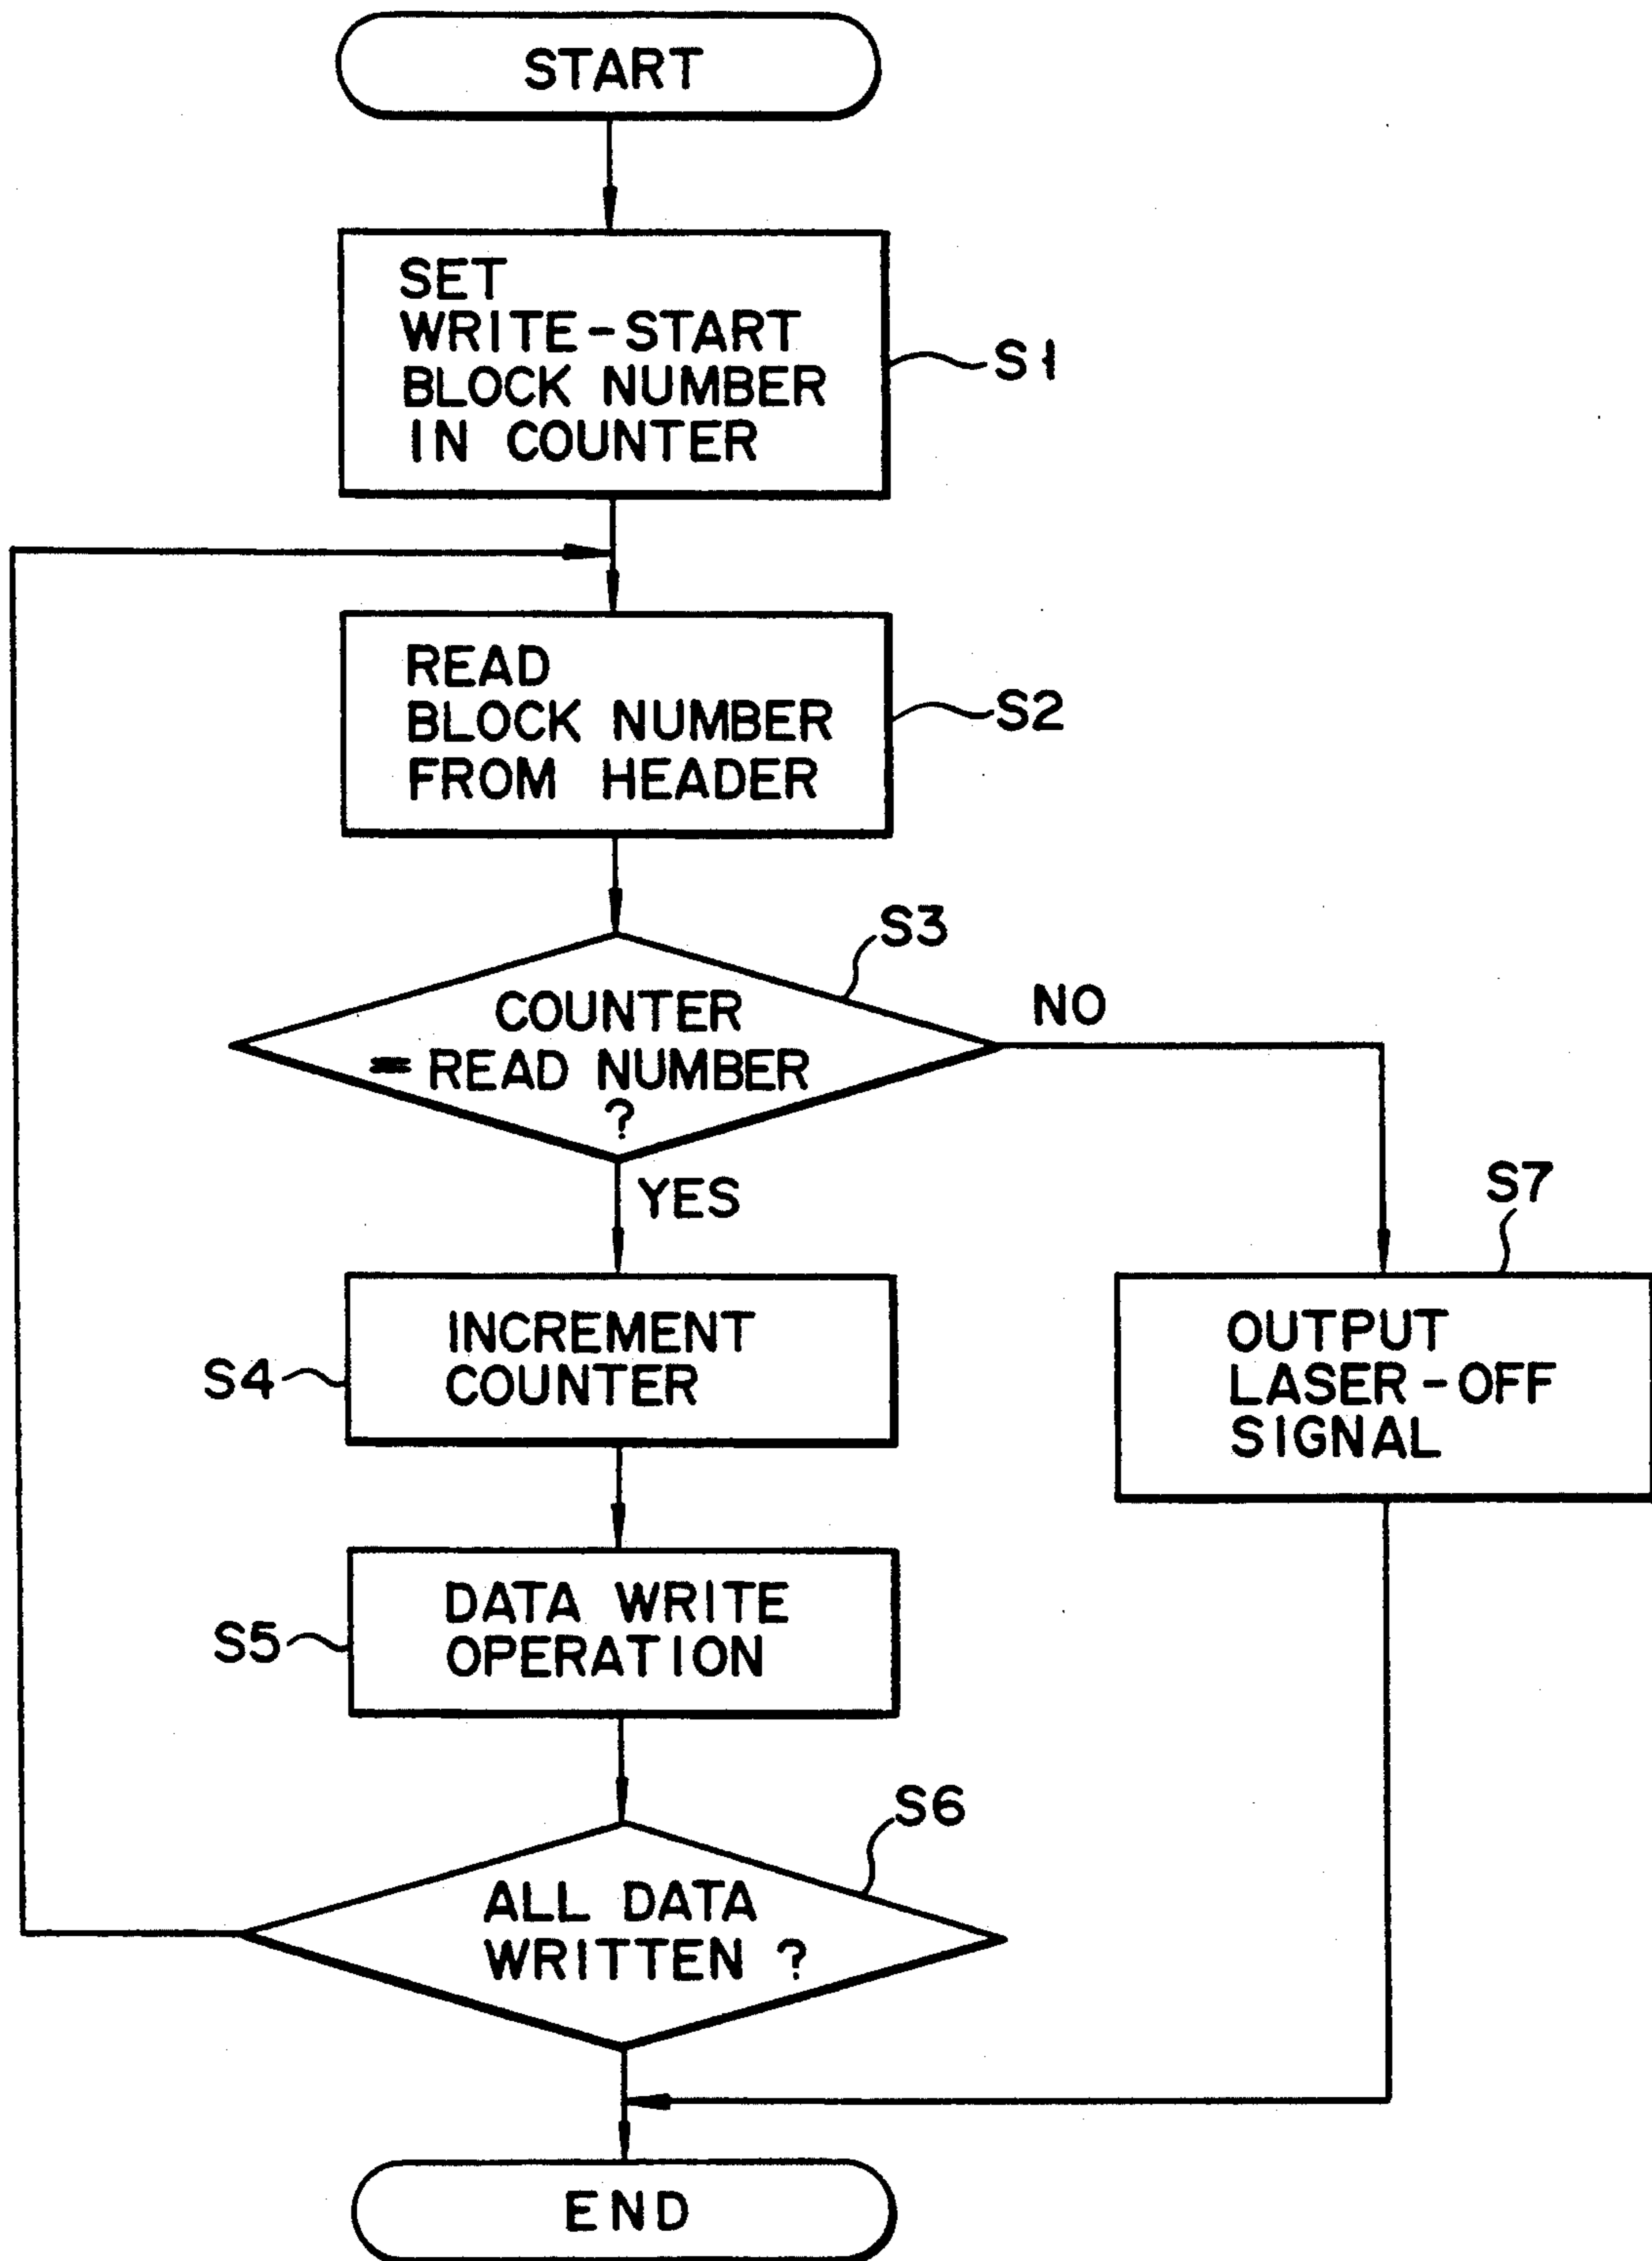 START
SET
WRITE-START
BLOCK NUMBER
IN COUNTER
S1
READ
BLOCK NUMBER
FROM HEADER
S2
S3
COUNTER
= READ NUMBER
?
NO
YES
S7
INCREMENT
COUNTER
S4
OUTPUT
LASER-OFF
SIGNAL
DATA WRITE
OPERATION
S5
S6
ALL DATA
WRITTEN ?
END